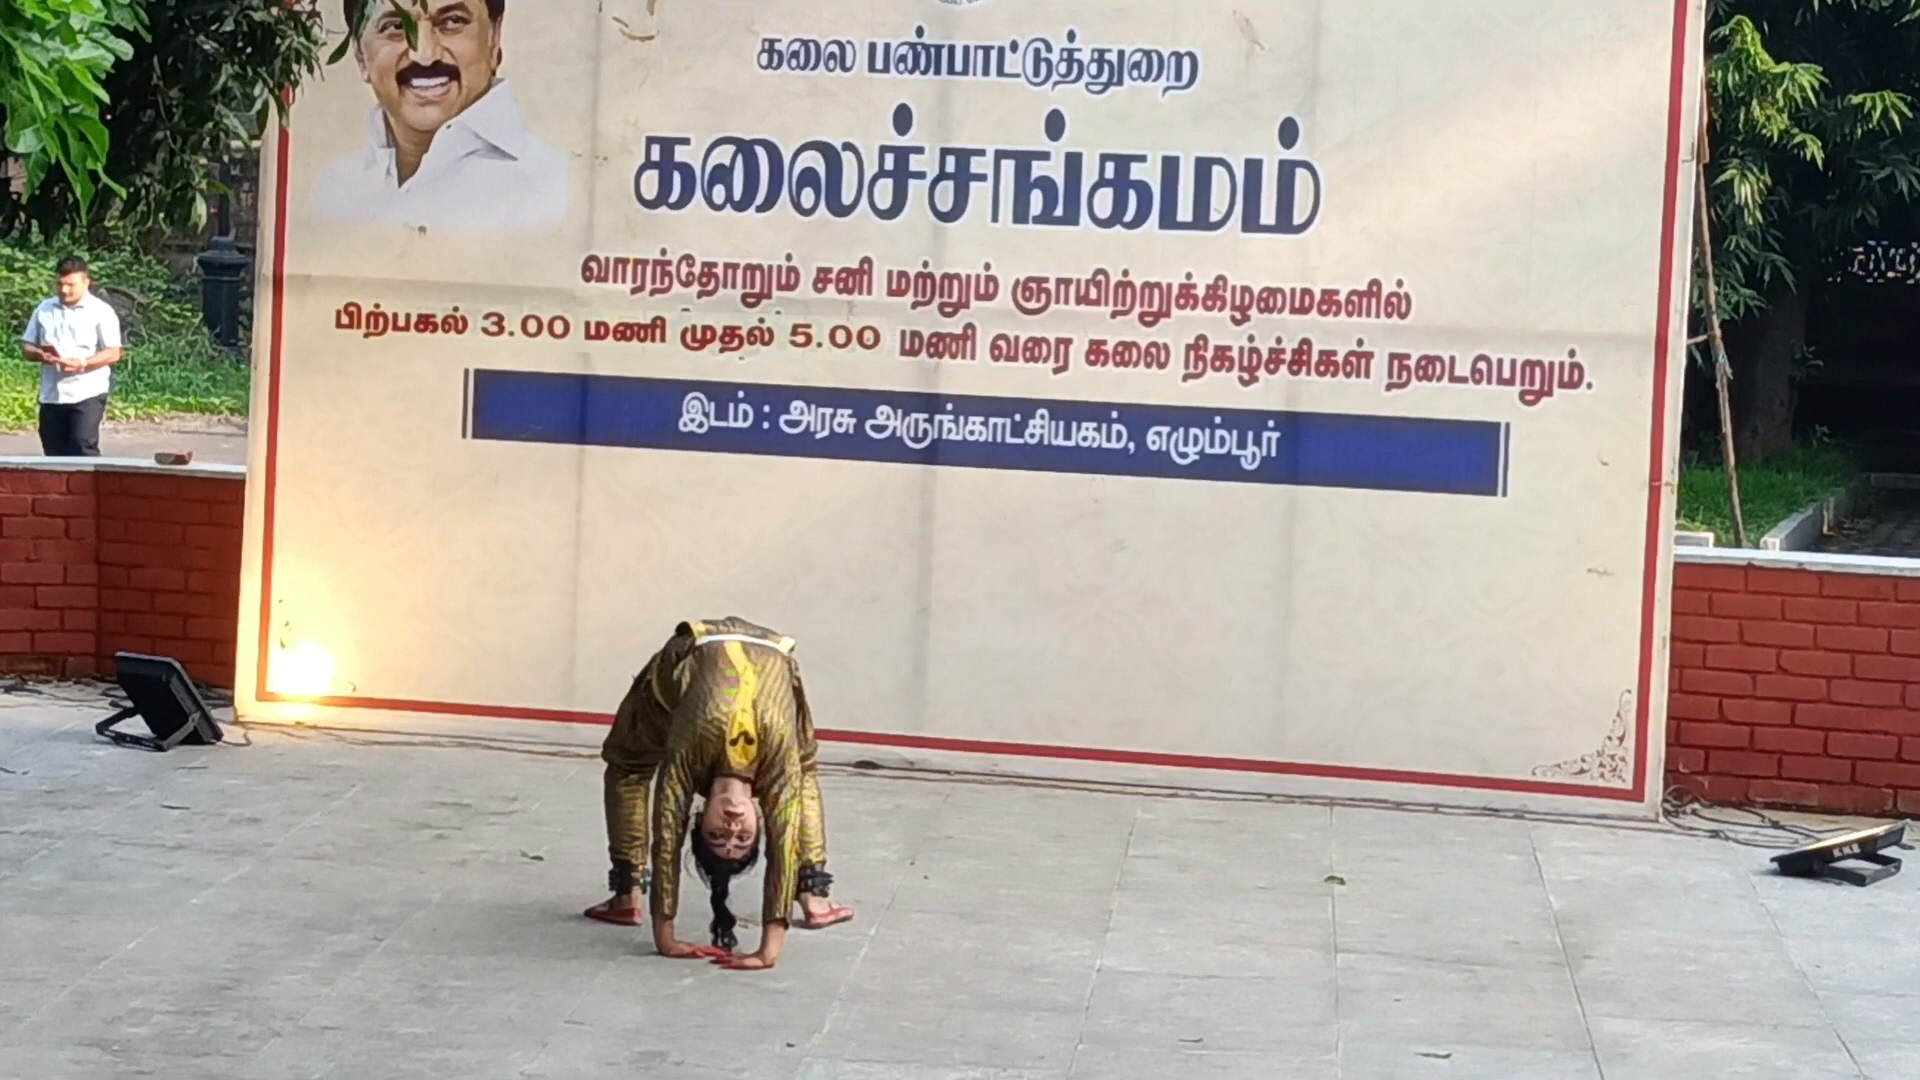 கலை பண்பாட்டுத்துறை
கலைச்சங்கமம்
வாரந்தோறும் சனி மற்றும் ஞாயிற்றுக்கிழமைகளில்
பிற்பகல் 3.00 மணி முதல் 5.00 மணி வரை கலை நிகழ்ச்சிகள் நடைபெறும்.
இடம் : அரசு அருங்காட்சியகம், எழும்பூர்
KKE